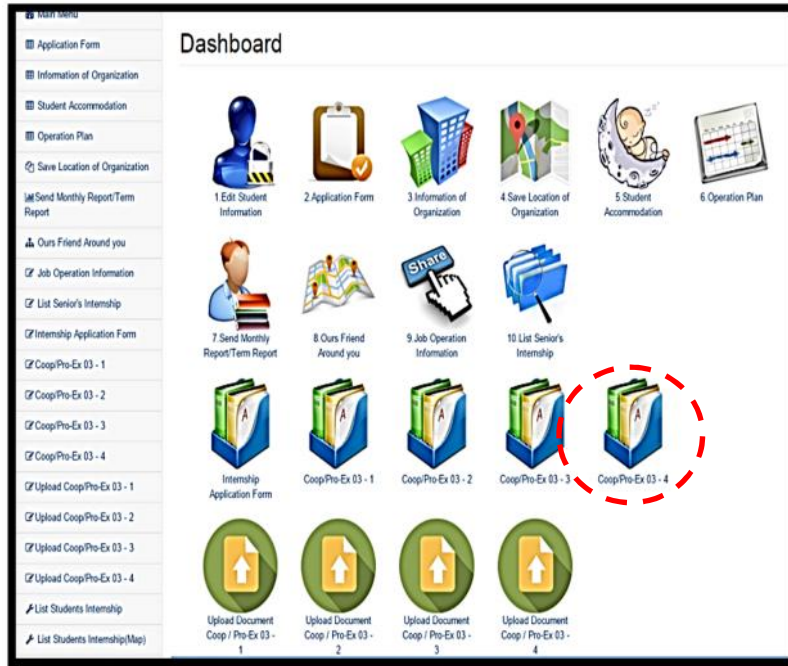 Main Menu
Application Form
Information of Organization
Student Accommodation
Operation Plan
Save Location of Organization
Send Monthly Report/Term
Report
Ours Friend Around you
Job Operation Information
List Senior's Internship
Internship Application Form
Coop/Pro-Ex 03 - 1
Coop/Pro-Ex 03 - 2
Coop/Pro-Ex 03 - 3
Coop/Pro-Ex 03 - 4
Upload Coop/Pro-Ex 03 - 1
Upload Coop/Pro-Ex 03 - 2
Upload Coop/Pro-Ex 03 - 3
Upload Coop/Pro-Ex 03 - 4
List Students Internship
List Students Internship(Map)
Dashboard
1.Edit Student
Information
2.Application Form
3.Information of
Organization
4.Save Location of
Organization
5.Student
Accommodation
6.Operation Plan
7.Send Monthly
Report/Term Report
8.Ours Friend
Around you
Share
9.Job Operation
Information
10.List Senior's
Internship
A
Internship
Application Form
A
Coop/Pro-Ex 03 - 1
A
Coop/Pro-Ex 03 - 2
A
Coop/Pro-Ex 03 - 3
A
Coop/Pro-Ex 03 - 4
Upload Document
Coop / Pro-Ex 03 -
1
Upload Document
Coop / Pro-Ex 03 -
2
Upload Document
Coop / Pro-Ex 03 -
3
Upload Document
Coop / Pro-Ex 03 -
4